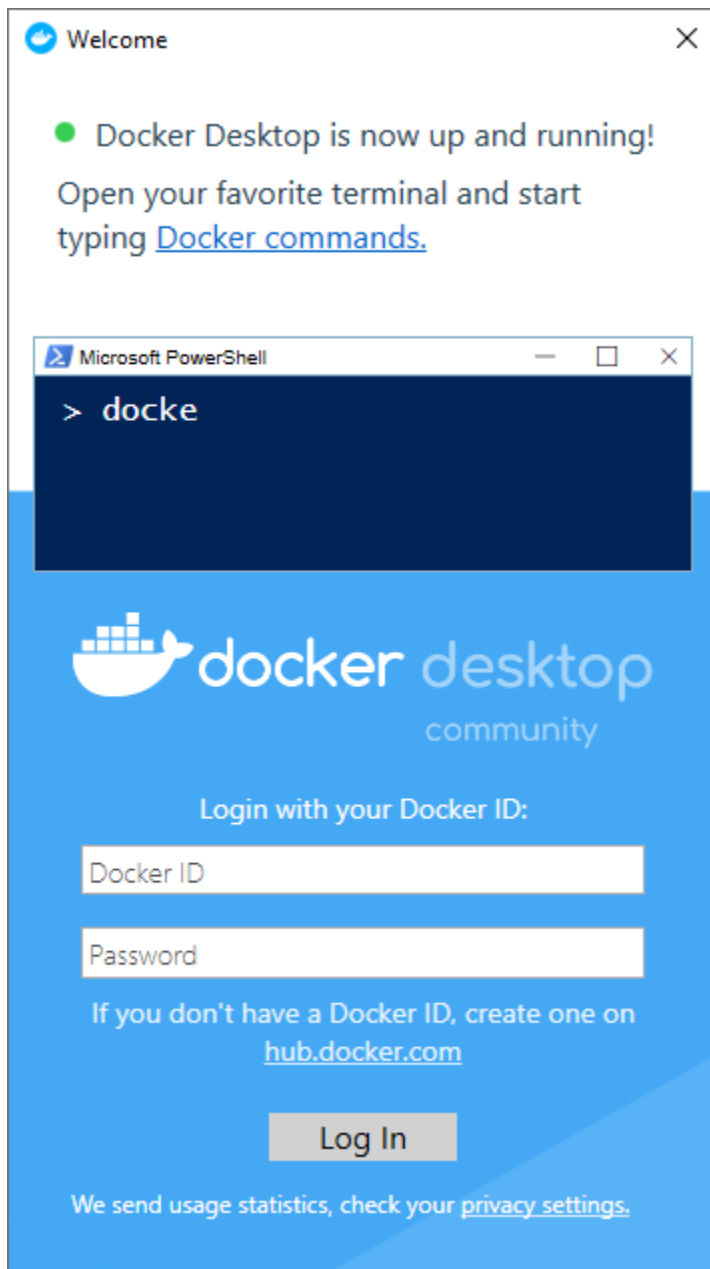 Welcome
Docker Desktop is now up and running!
Open your favorite terminal and start
typing Docker commands.
Microsoft PowerShell
> docke
docker desktop
community
Login with your Docker ID:
Docker ID
Password
If you don't have a Docker ID, create one on
hub.docker.com
Log In
We send usage statistics, check your privacy settings.